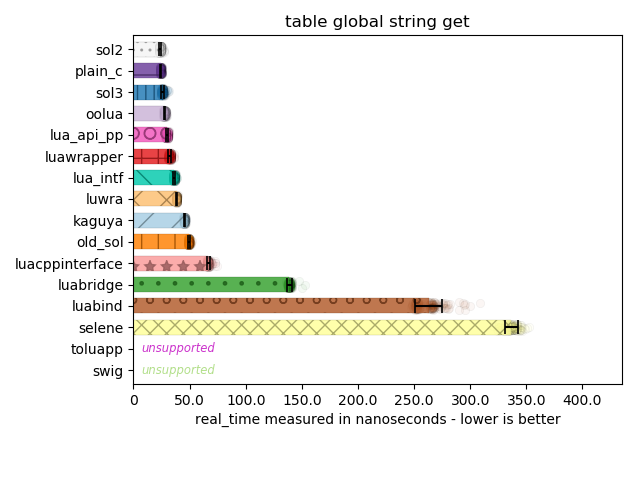 table global string get
sol2
plain_c
sol3
oolua
lua_api_pp
luawrapper
lua_intf
luwra
kaguya
old_sol
luacppinterface
luabridge
luabind
selene
toluapp unsupported
swig unsupported
0 50.0 100.0 150.0 200.0 250.0 300.0 350.0 400.0
real_time measured in nanoseconds - lower is better